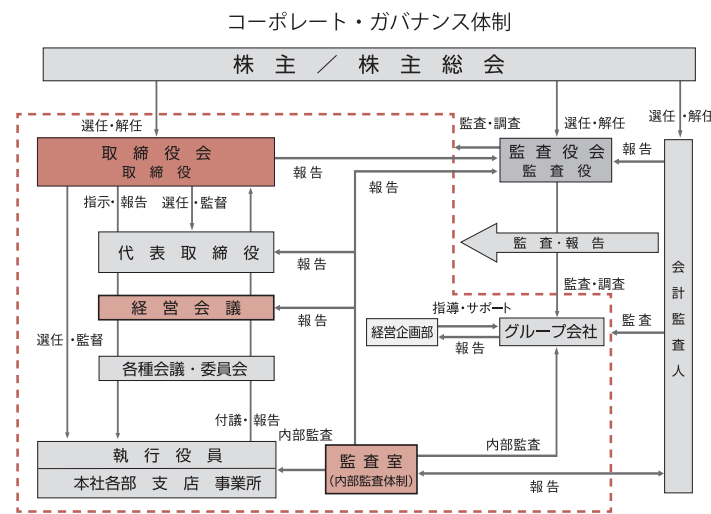 コーポレート・ガバナンス体制
株 主 ／ 株 主 総 会
選任・解任
監査・調査
選任・解任
選任・解任
取 締 役 会
取 締 役
報 告
監 査 役 会
監 査 役
報 告
報 告
指示・報告
選任・監督
代 表 取 締 役
報 告
監 査・報 告
会計監査人
監査・調査
経 営 会 議
報 告
指導・サポート
経営企画部
報 告
グループ会社
監 査
選任・監督
各種会議・委員会
付議・報告
内部監査
内部監査
執 行 役 員
本社各部 支 店 事業所
監 査 室
（内部監査体制）
報 告